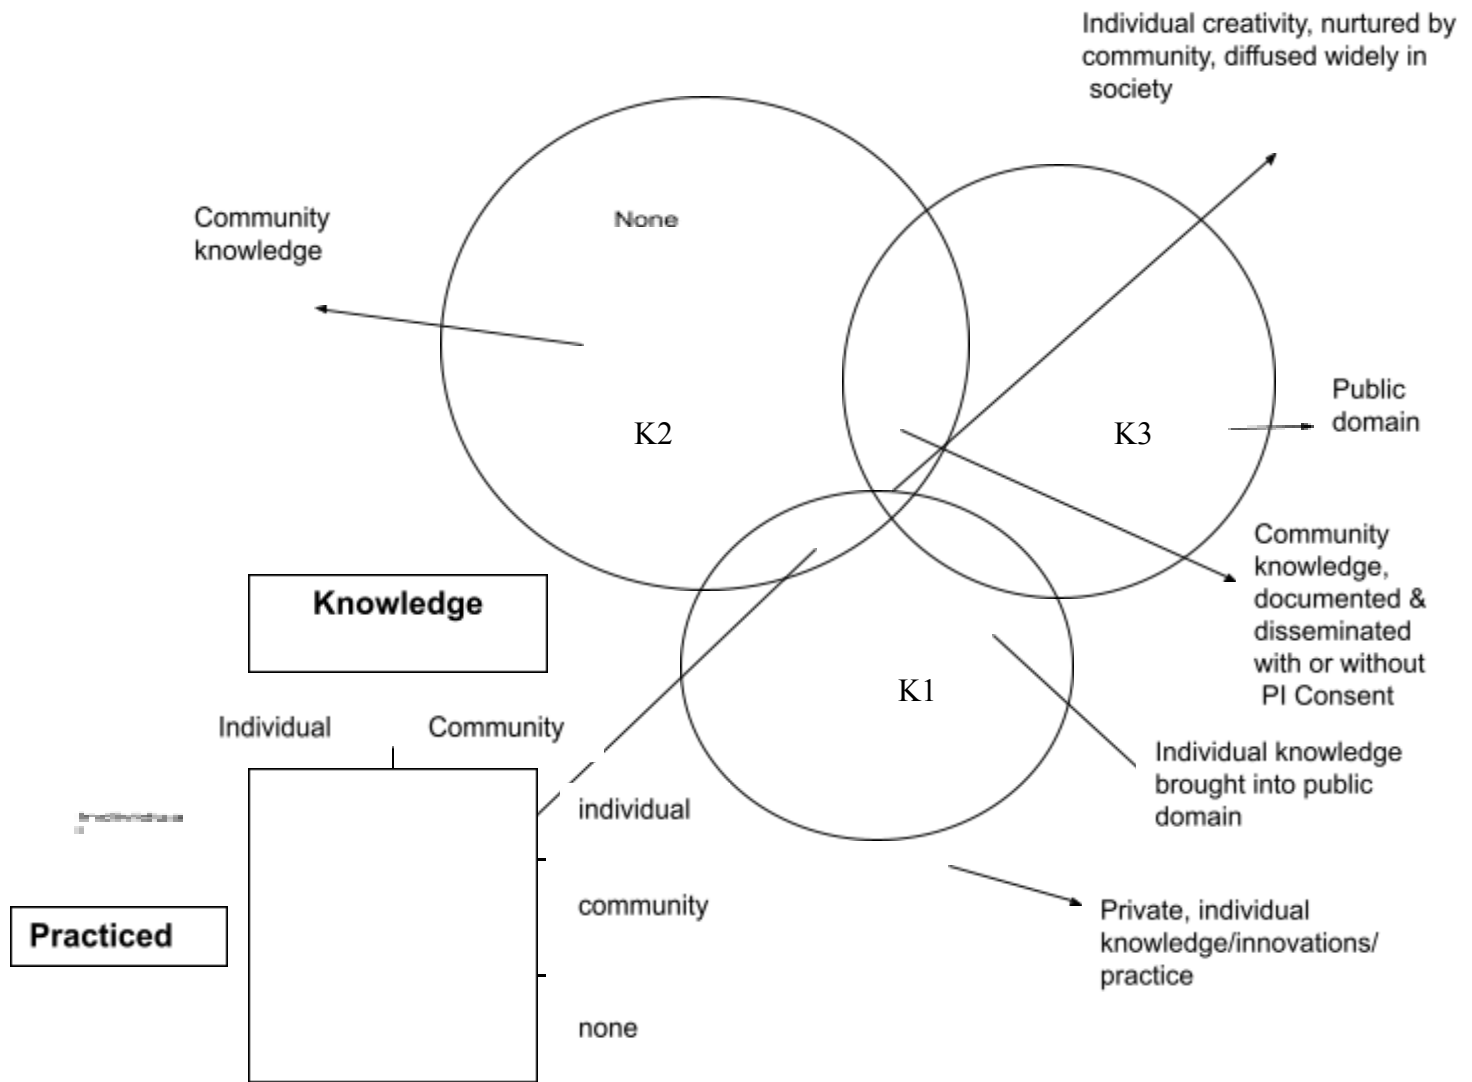 Individual creativity, nurtured by
community, diffused widely in
society
Community
knowledge
None
Public
domain
K2
K3
Community
knowledge,
documented &
disseminated
with or without
PI Consent
Knowledge
K1
Individual
Community
Individual knowledge
brought into public
domain
individual
community
Private, individual
knowledge/innovations/
practice
Practiced
none